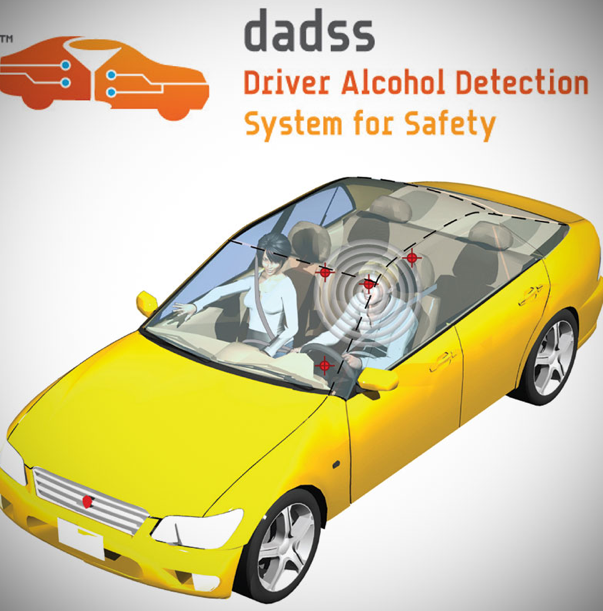 TM
dadss
Driver Alcohol Detection
System for Safety